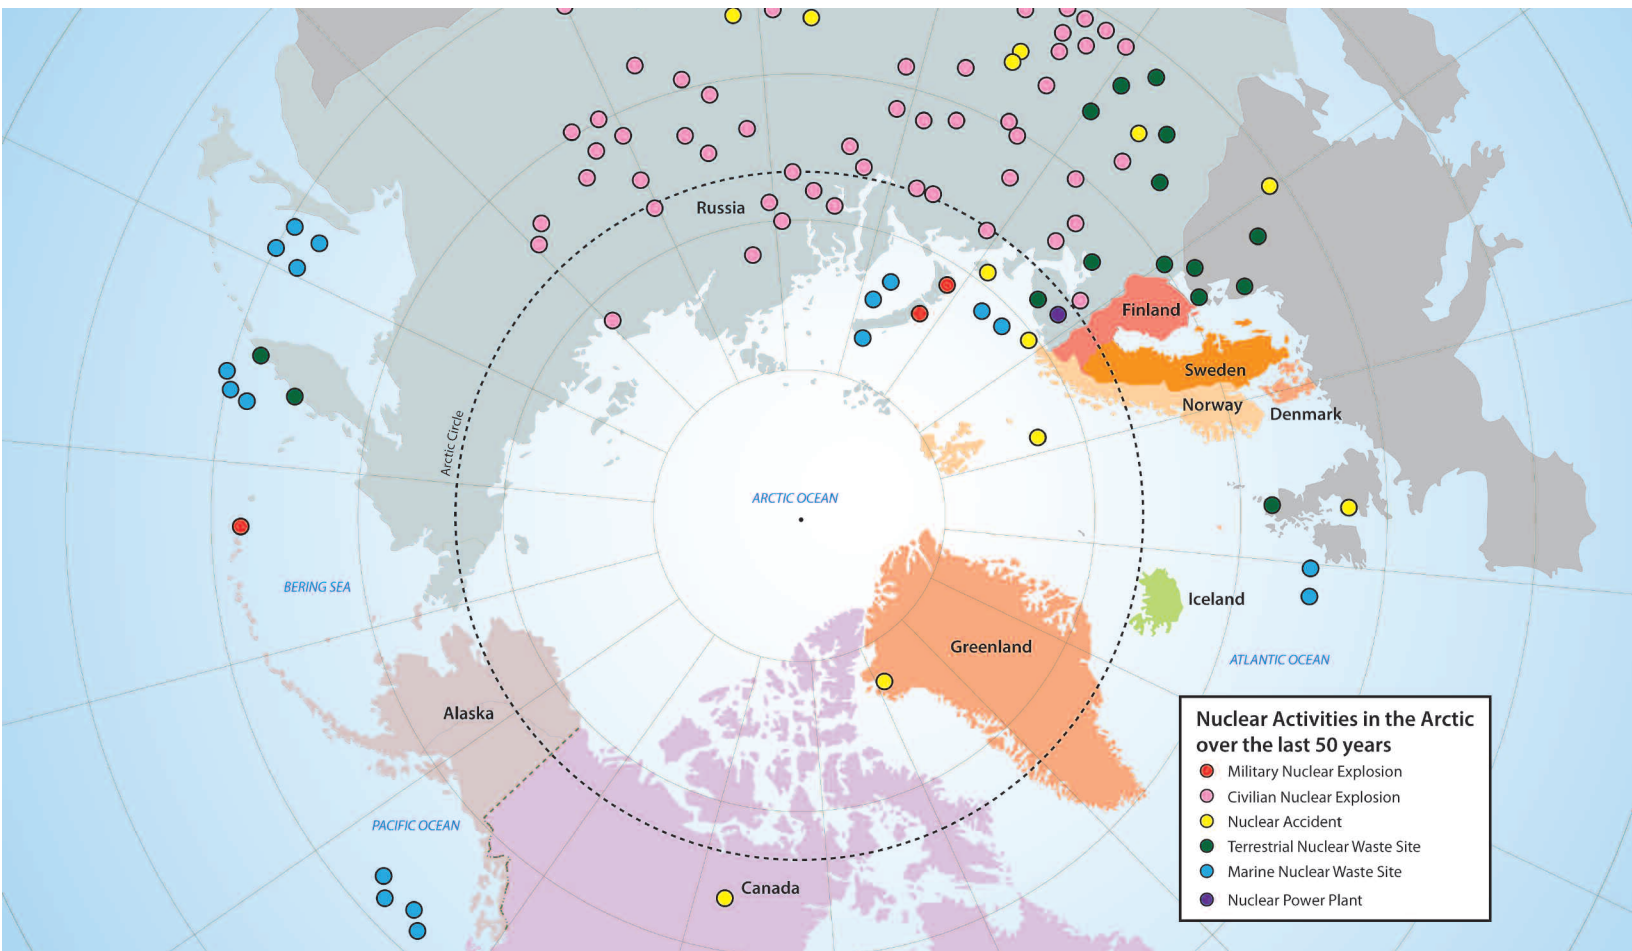 Russia
Finland
Sweden
Norway
Denmark
Arctic Circle
ARCTIC OCEAN
BERING SEA
Iceland
Greenland
ATLANTIC OCEAN
Alaska
PACIFIC OCEAN
Canada
Nuclear Activities in the Arctic
over the last 50 years
Military Nuclear Explosion
Civilian Nuclear Explosion
Nuclear Accident
Terrestrial Nuclear Waste Site
Marine Nuclear Waste Site
Nuclear Power Plant